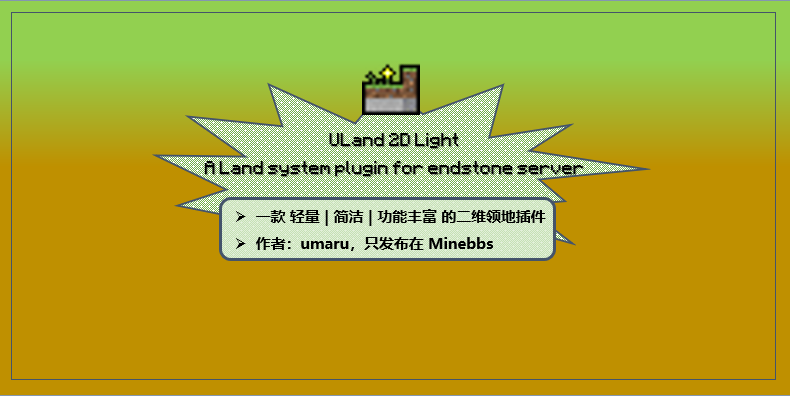 ULand 2D Light
A Land system plugin for endstone server
➢ 一款 轻量 | 简洁 | 功能丰富 的二维领地插件
➢ 作者：umaru，只发布在 Minebbs